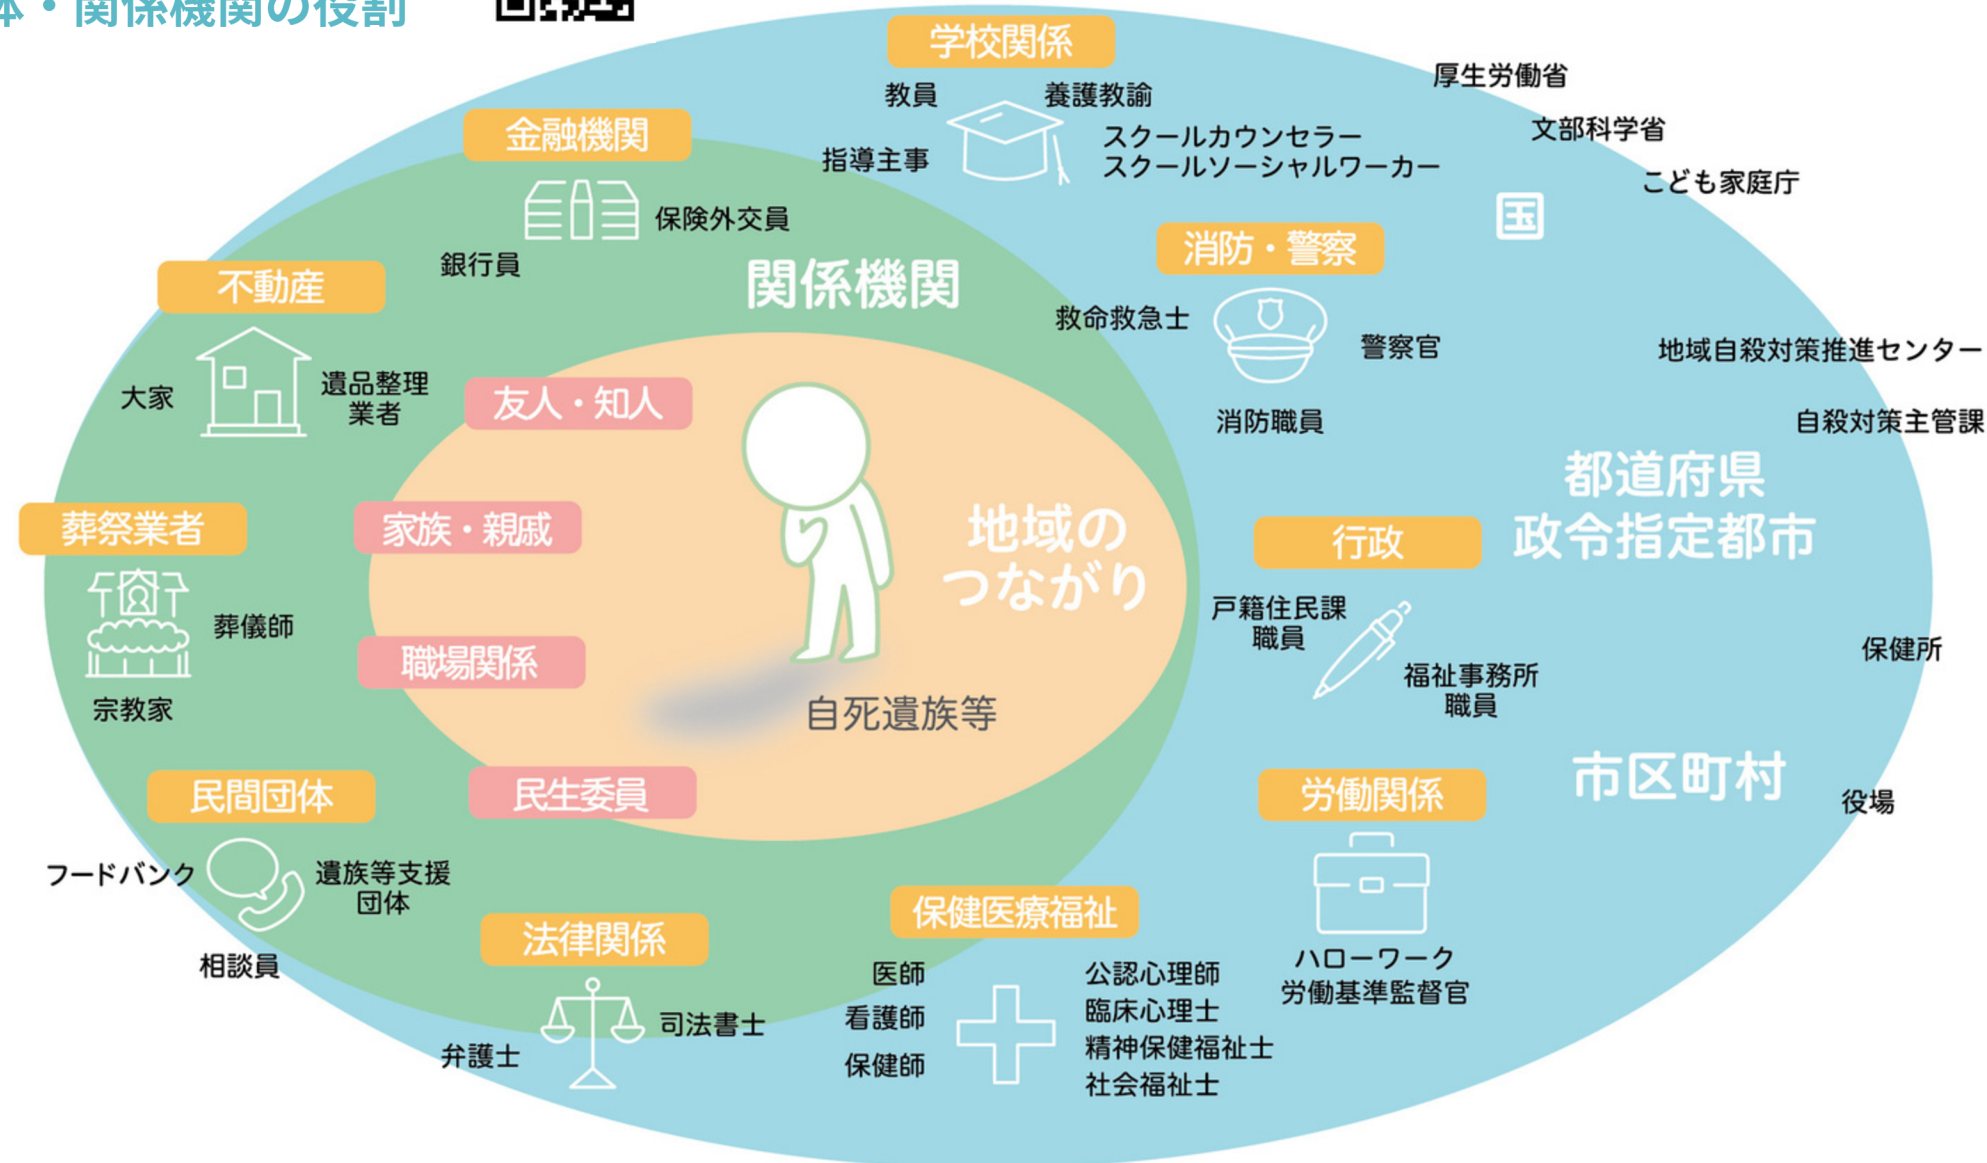 体・関係機関の役割
学校関係
教員
養護教諭
指導主事
スクールカウンセラー
スクールソーシャルワーカー
厚生労働省
文部科学省
こども家庭庁
国
金融機関
保険外交員
銀行員
関係機関
消防・警察
救命救急士
警察官
消防職員
不動産
大家
遺品整理
業者
友人・知人
地域自殺対策推進センター
自殺対策主管課
都道府県
政令指定都市
葬祭業者
葬儀師
宗教家
家族・親戚
地域の
つながり
行政
戸籍住民課
職員
福祉事務所
職員
保健所
職場関係
自死遺族等
民間団体
フードバンク
遺族等支援
団体
相談員
民生委員
市区町村
役場
労働関係
ハローワーク
労働基準監督官
法律関係
司法書士
弁護士
保健医療福祉
医師
看護師
保健師
公認心理師
臨床心理士
精神保健福祉士
社会福祉士